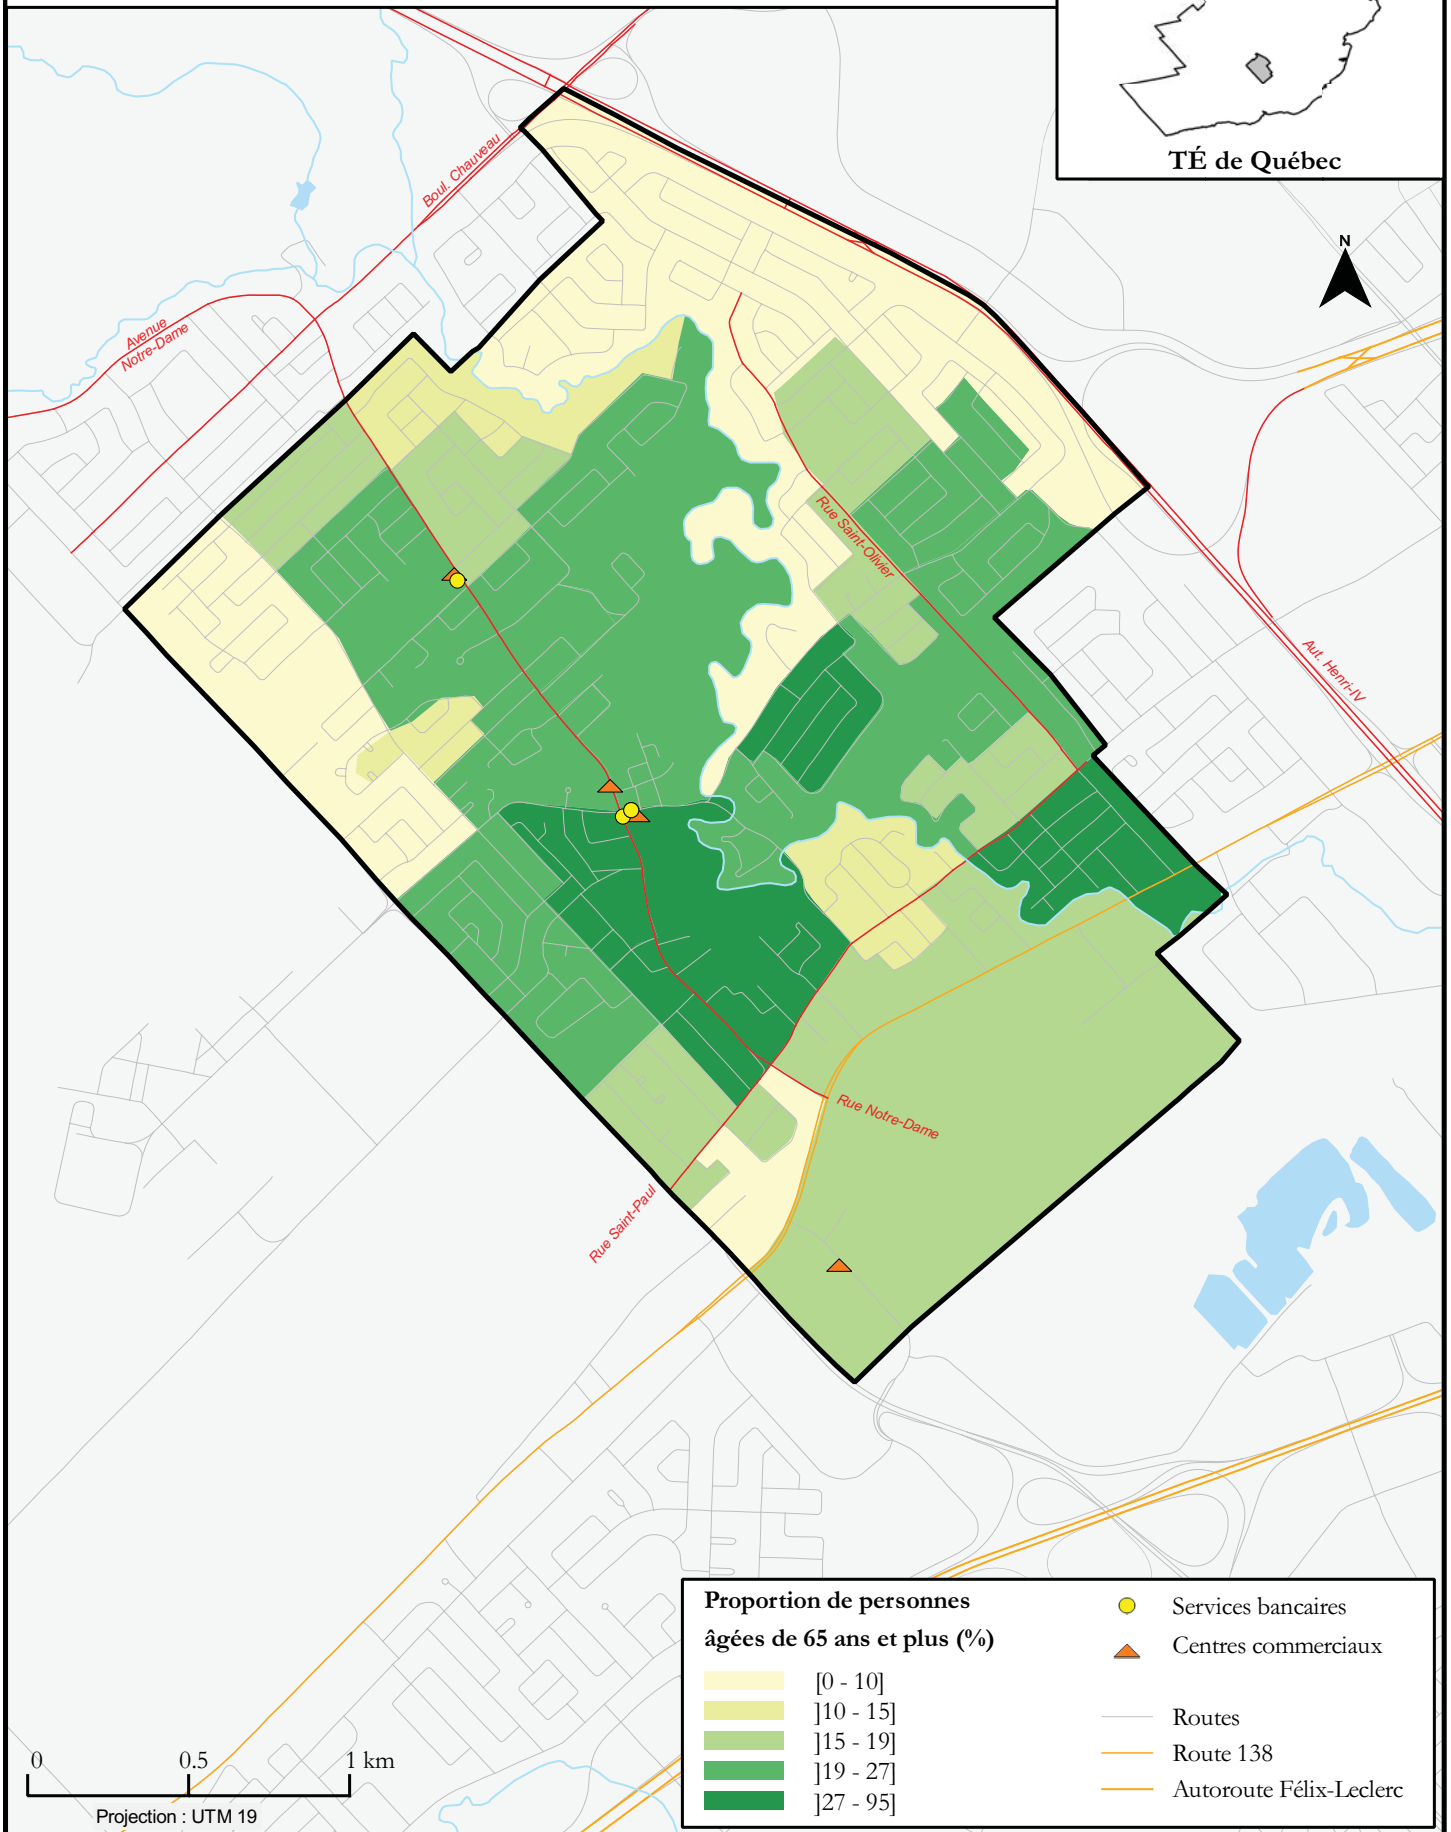 TÉ de Québec
N
Boul. Chauveau
Avenue
Notre-Dame
Rue Saint-Olivier
Aut. Henri-IV
Rue Notre-Dame
Rue Saint-Paul
Proportion de personnes
âgées de 65 ans et plus (%)
[0 - 10]
]10 - 15]
]15 - 19]
]19 - 27]
]27 - 95]
Services bancaires
Centres commerciaux
Routes
Route 138
Autoroute Félix-Leclerc
0 0.5 1 km
Projection : UTM 19